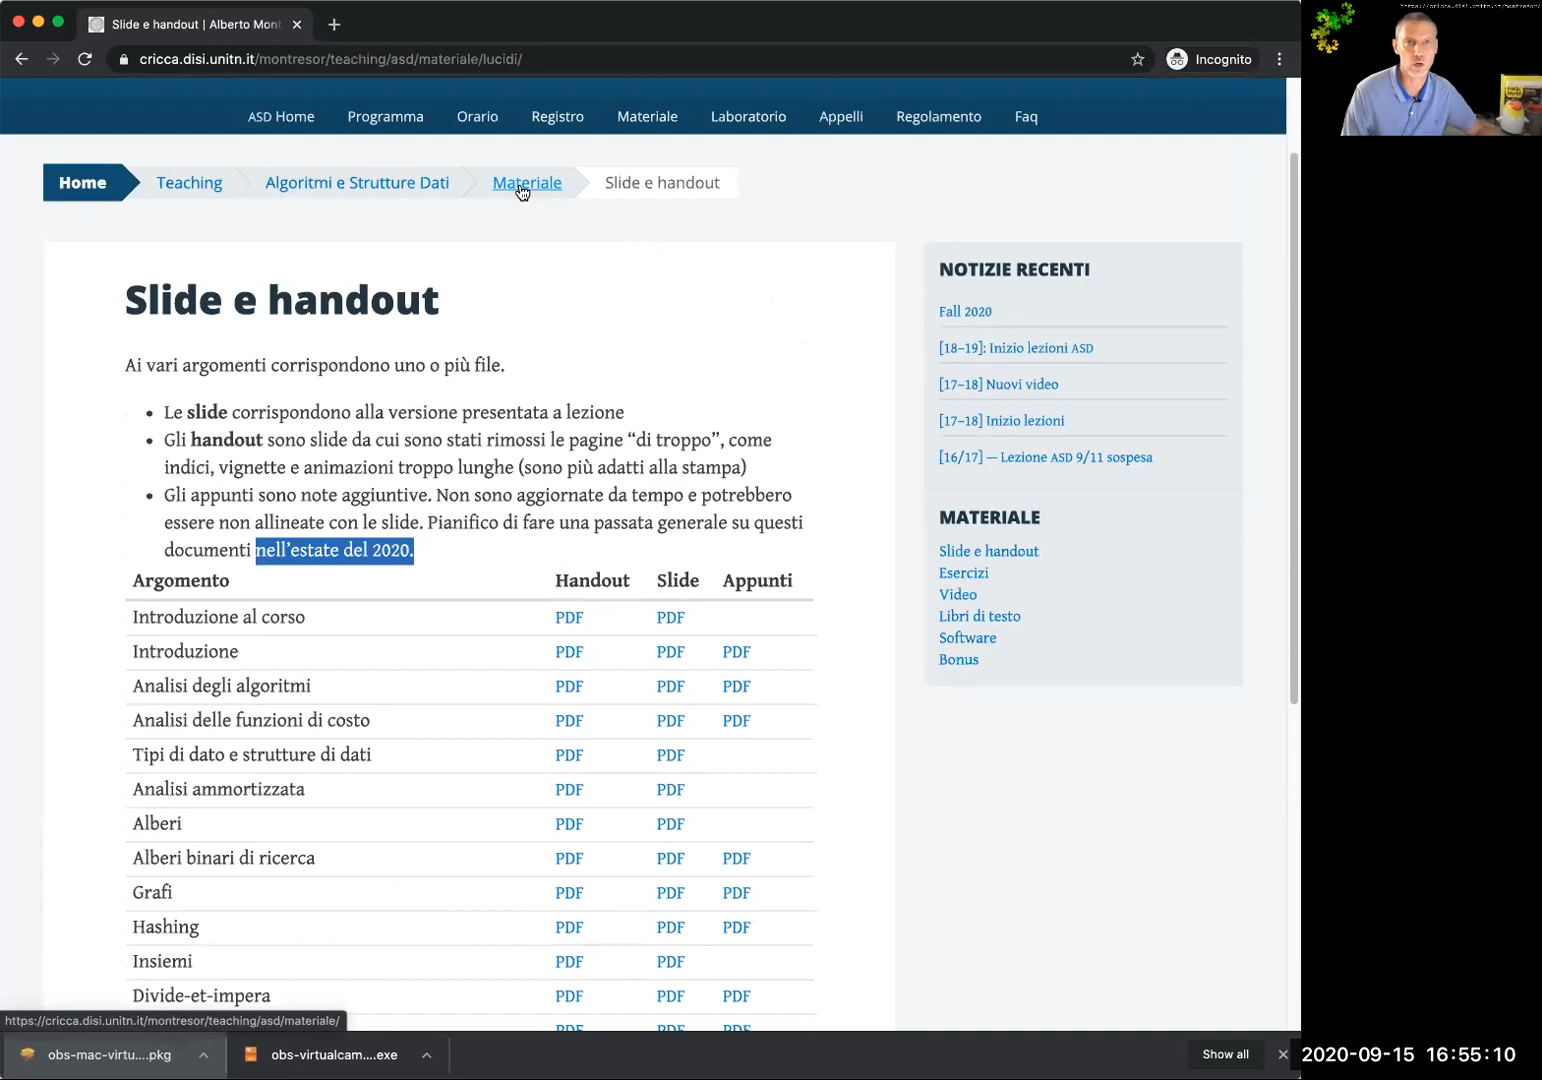 Slide e handout | Alberto Mont
cricca.disi.unitn.it/montresor/teaching/asd/materiale/lucidi/
Incognito
https://cricca.disi.unitn.it/montresor/
ASD Home Programma Orario Registro Materiale Laboratorio Appelli Regolamento Faq
Home Teaching Algoritmi e Strutture Dati Materiale Slide e handout
Slide e handout
Ai vari argomenti corrispondono uno o più file.
• Le slide corrispondono alla versione presentata a lezione
• Gli handout sono slide da cui sono stati rimossi le pagine “di troppo”, come
indici, vignette e animazioni troppo lunghe (sono più adatti alla stampa)
• Gli appunti sono note aggiuntive. Non sono aggiornate da tempo e potrebbero
essere non allineate con le slide. Pianifico di fare una passata generale su questi
documenti nell’estate del 2020.
Argomento Handout Slide Appunti
Introduzione al corso PDF PDF
Introduzione PDF PDF PDF
Analisi degli algoritmi PDF PDF PDF
Analisi delle funzioni di costo PDF PDF PDF
Tipi di dato e strutture di dati PDF PDF
Analisi ammortizzata PDF PDF
Alberi PDF PDF
Alberi binari di ricerca PDF PDF PDF
Grafi PDF PDF PDF
Hashing PDF PDF PDF
Insiemi PDF PDF
Divide-et-impera PDF PDF PDF
PDF PDF PDF
NOTIZIE RECENTI
Fall 2020
[18–19]: Inizio lezioni ASD
[17–18] Nuovi video
[17–18] Inizio lezioni
[16/17] — Lezione ASD 9/11 sospesa
MATERIALE
Slide e handout
Esercizi
Video
Libri di testo
Software
Bonus
https://cricca.disi.unitn.it/montresor/teaching/asd/materiale/
obs-mac-virtu....pkg
obs-virtualcam....exe
Show all
2020-09-15 16:55:10